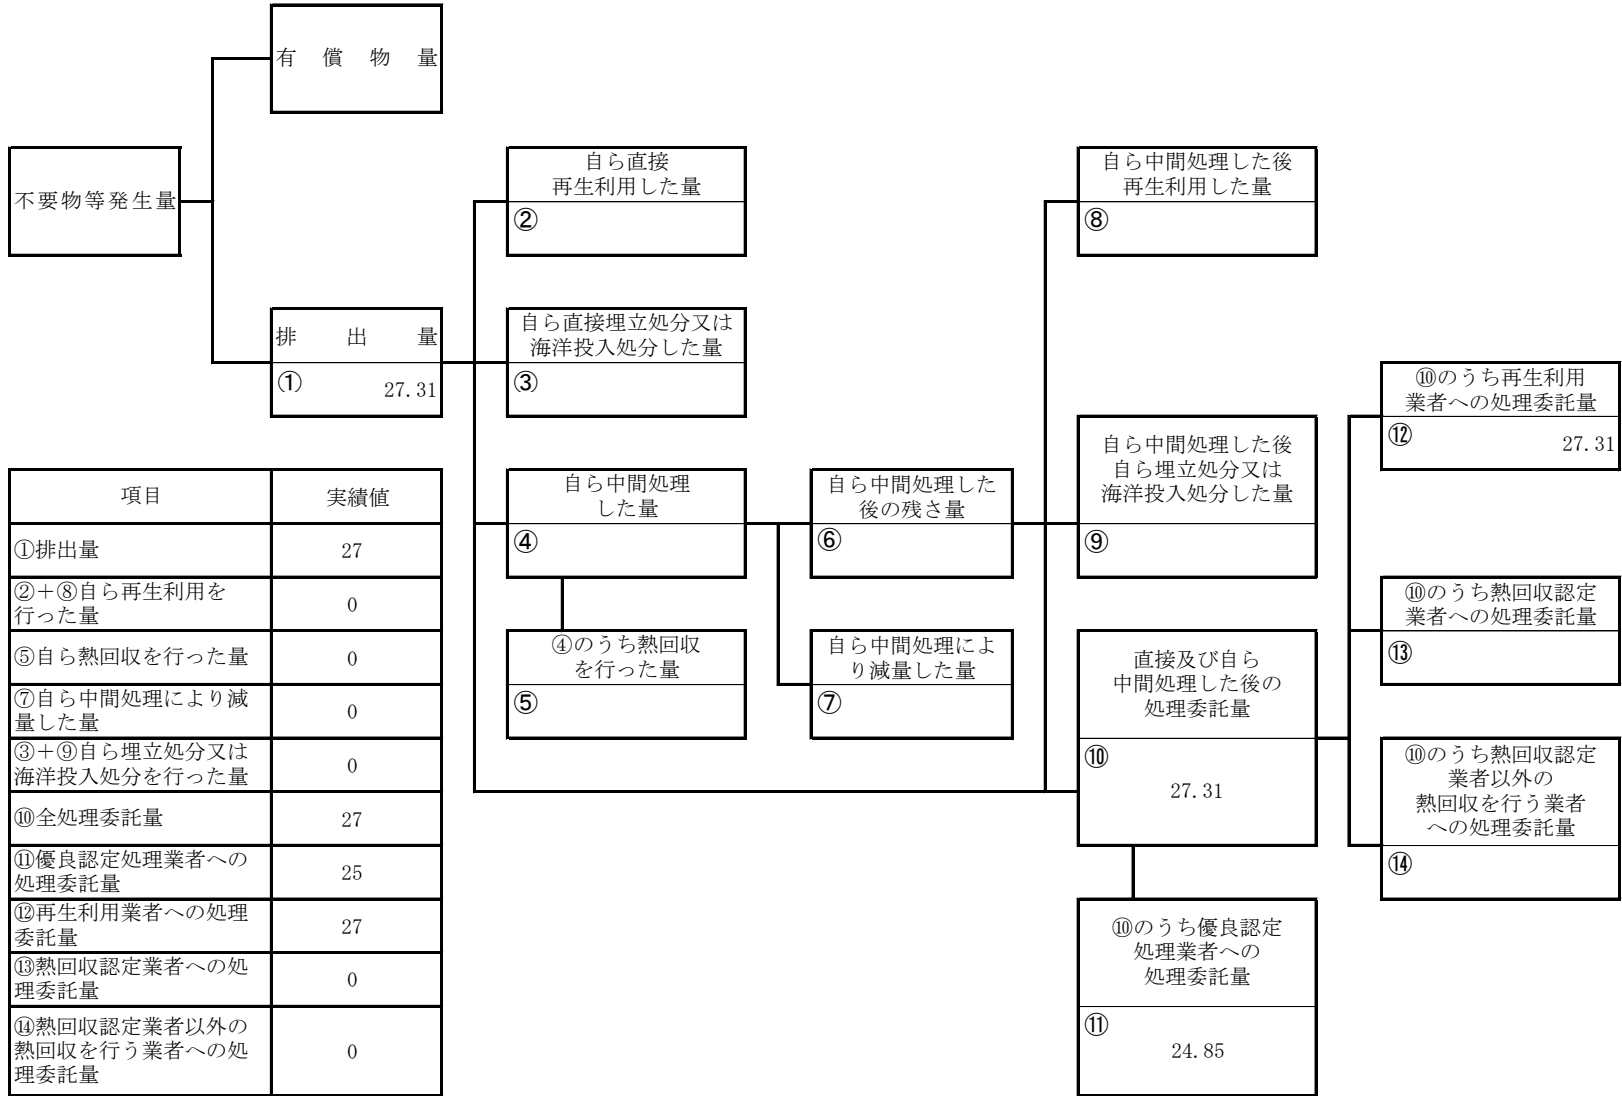 有償物量
不要物等発生量
排出量
① 27.31
自ら直接
再生利用した量
②
自ら直接埋立処分又は
海洋投入処分した量
③
自ら中間処理
した量
④
④のうち熱回収
を行った量
⑤
自ら中間処理した
後の残さ量
⑥
自ら中間処理によ
り減量した量
⑦
自ら中間処理した後
再生利用した量
⑧
自ら中間処理した後
自ら埋立処分又は
海洋投入処分した量
⑨
直接及び自ら
中間処理した後の
処理委託量
⑩
27.31
⑩のうち優良認定
処理業者への
処理委託量
⑪
24.85
⑩のうち再生利用
業者への処理委託量
⑫ 27.31
⑩のうち熱回収認定
業者への処理委託量
⑬
⑩のうち熱回収認定
業者以外の
熱回収を行う業者
への処理委託量
⑭
項目 実績値
①排出量 27
②+⑧自ら再生利用を
行った量 0
⑤自ら熱回収を行った量 0
⑦自ら中間処理により減
量した量 0
③+⑨自ら埋立処分又は
海洋投入処分を行った量 0
⑩全処理委託量 27
⑪優良認定処理業者への
処理委託量 25
⑫再生利用業者への処理
委託量 27
⑬熱回収認定業者への処
理委託量 0
⑭熱回収認定業者以外の
熱回収を行う業者への処
理委託量 0